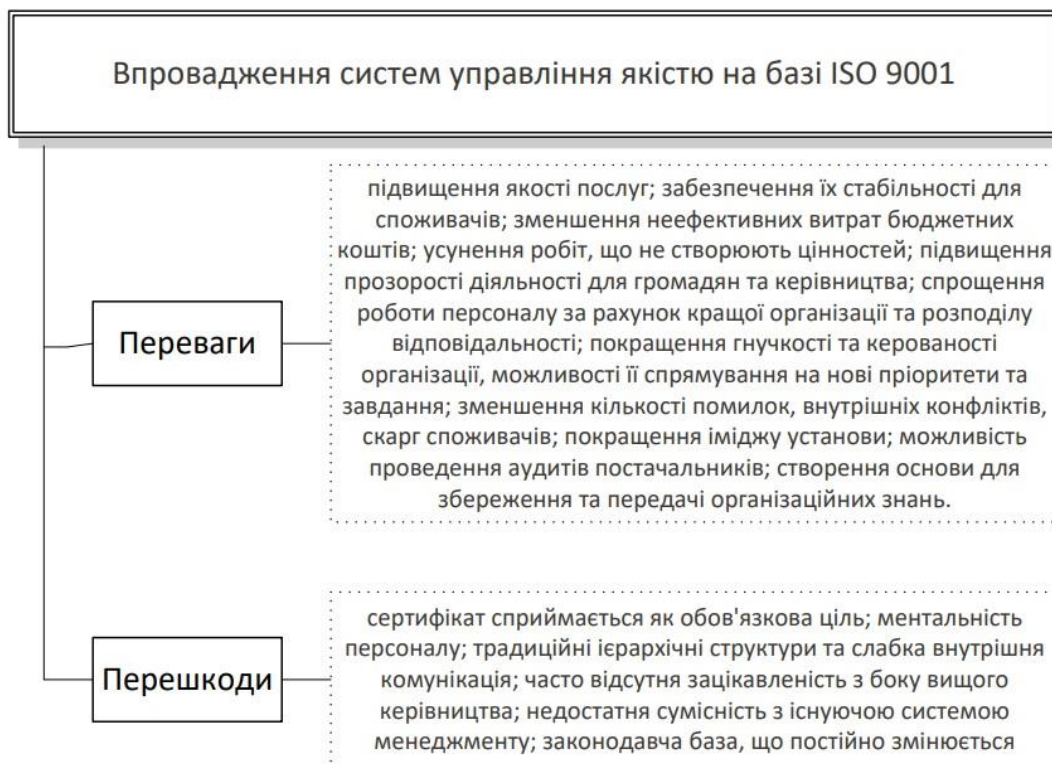 Впровадження систем управління якістю на базі ISO 9001
підвищення якості послуг; забезпечення їх стабільності для
споживачів; зменшення неефективних витрат бюджетних
коштів; усунення робіт, що не створюють цінностей; підвищення
прозорості діяльності для громадян та керівництва; спрощення
роботи персоналу за рахунок кращої організації та розподілу
відповідальності; покращення гнучкості та керованості
організації, можливості її спрямування на нові пріоритети та
завдання; зменшення кількості помилок, внутрішніх конфліктів,
скарг споживачів; покращення іміджу установи; можливість
проведення аудитів постачальників; створення основи для
збереження та передачі організаційних знань.
Переваги
сертифікат сприймається як обов'язкова ціль; ментальність
персоналу; традиційні ієрархічні структури та слабка внутрішня
комунікація; часто відсутня зацікавленість з боку вищого
керівництва; недостатня сумісність з існуючою системою
менеджменту; законодавча база, що постійно змінюється
Перешкоди